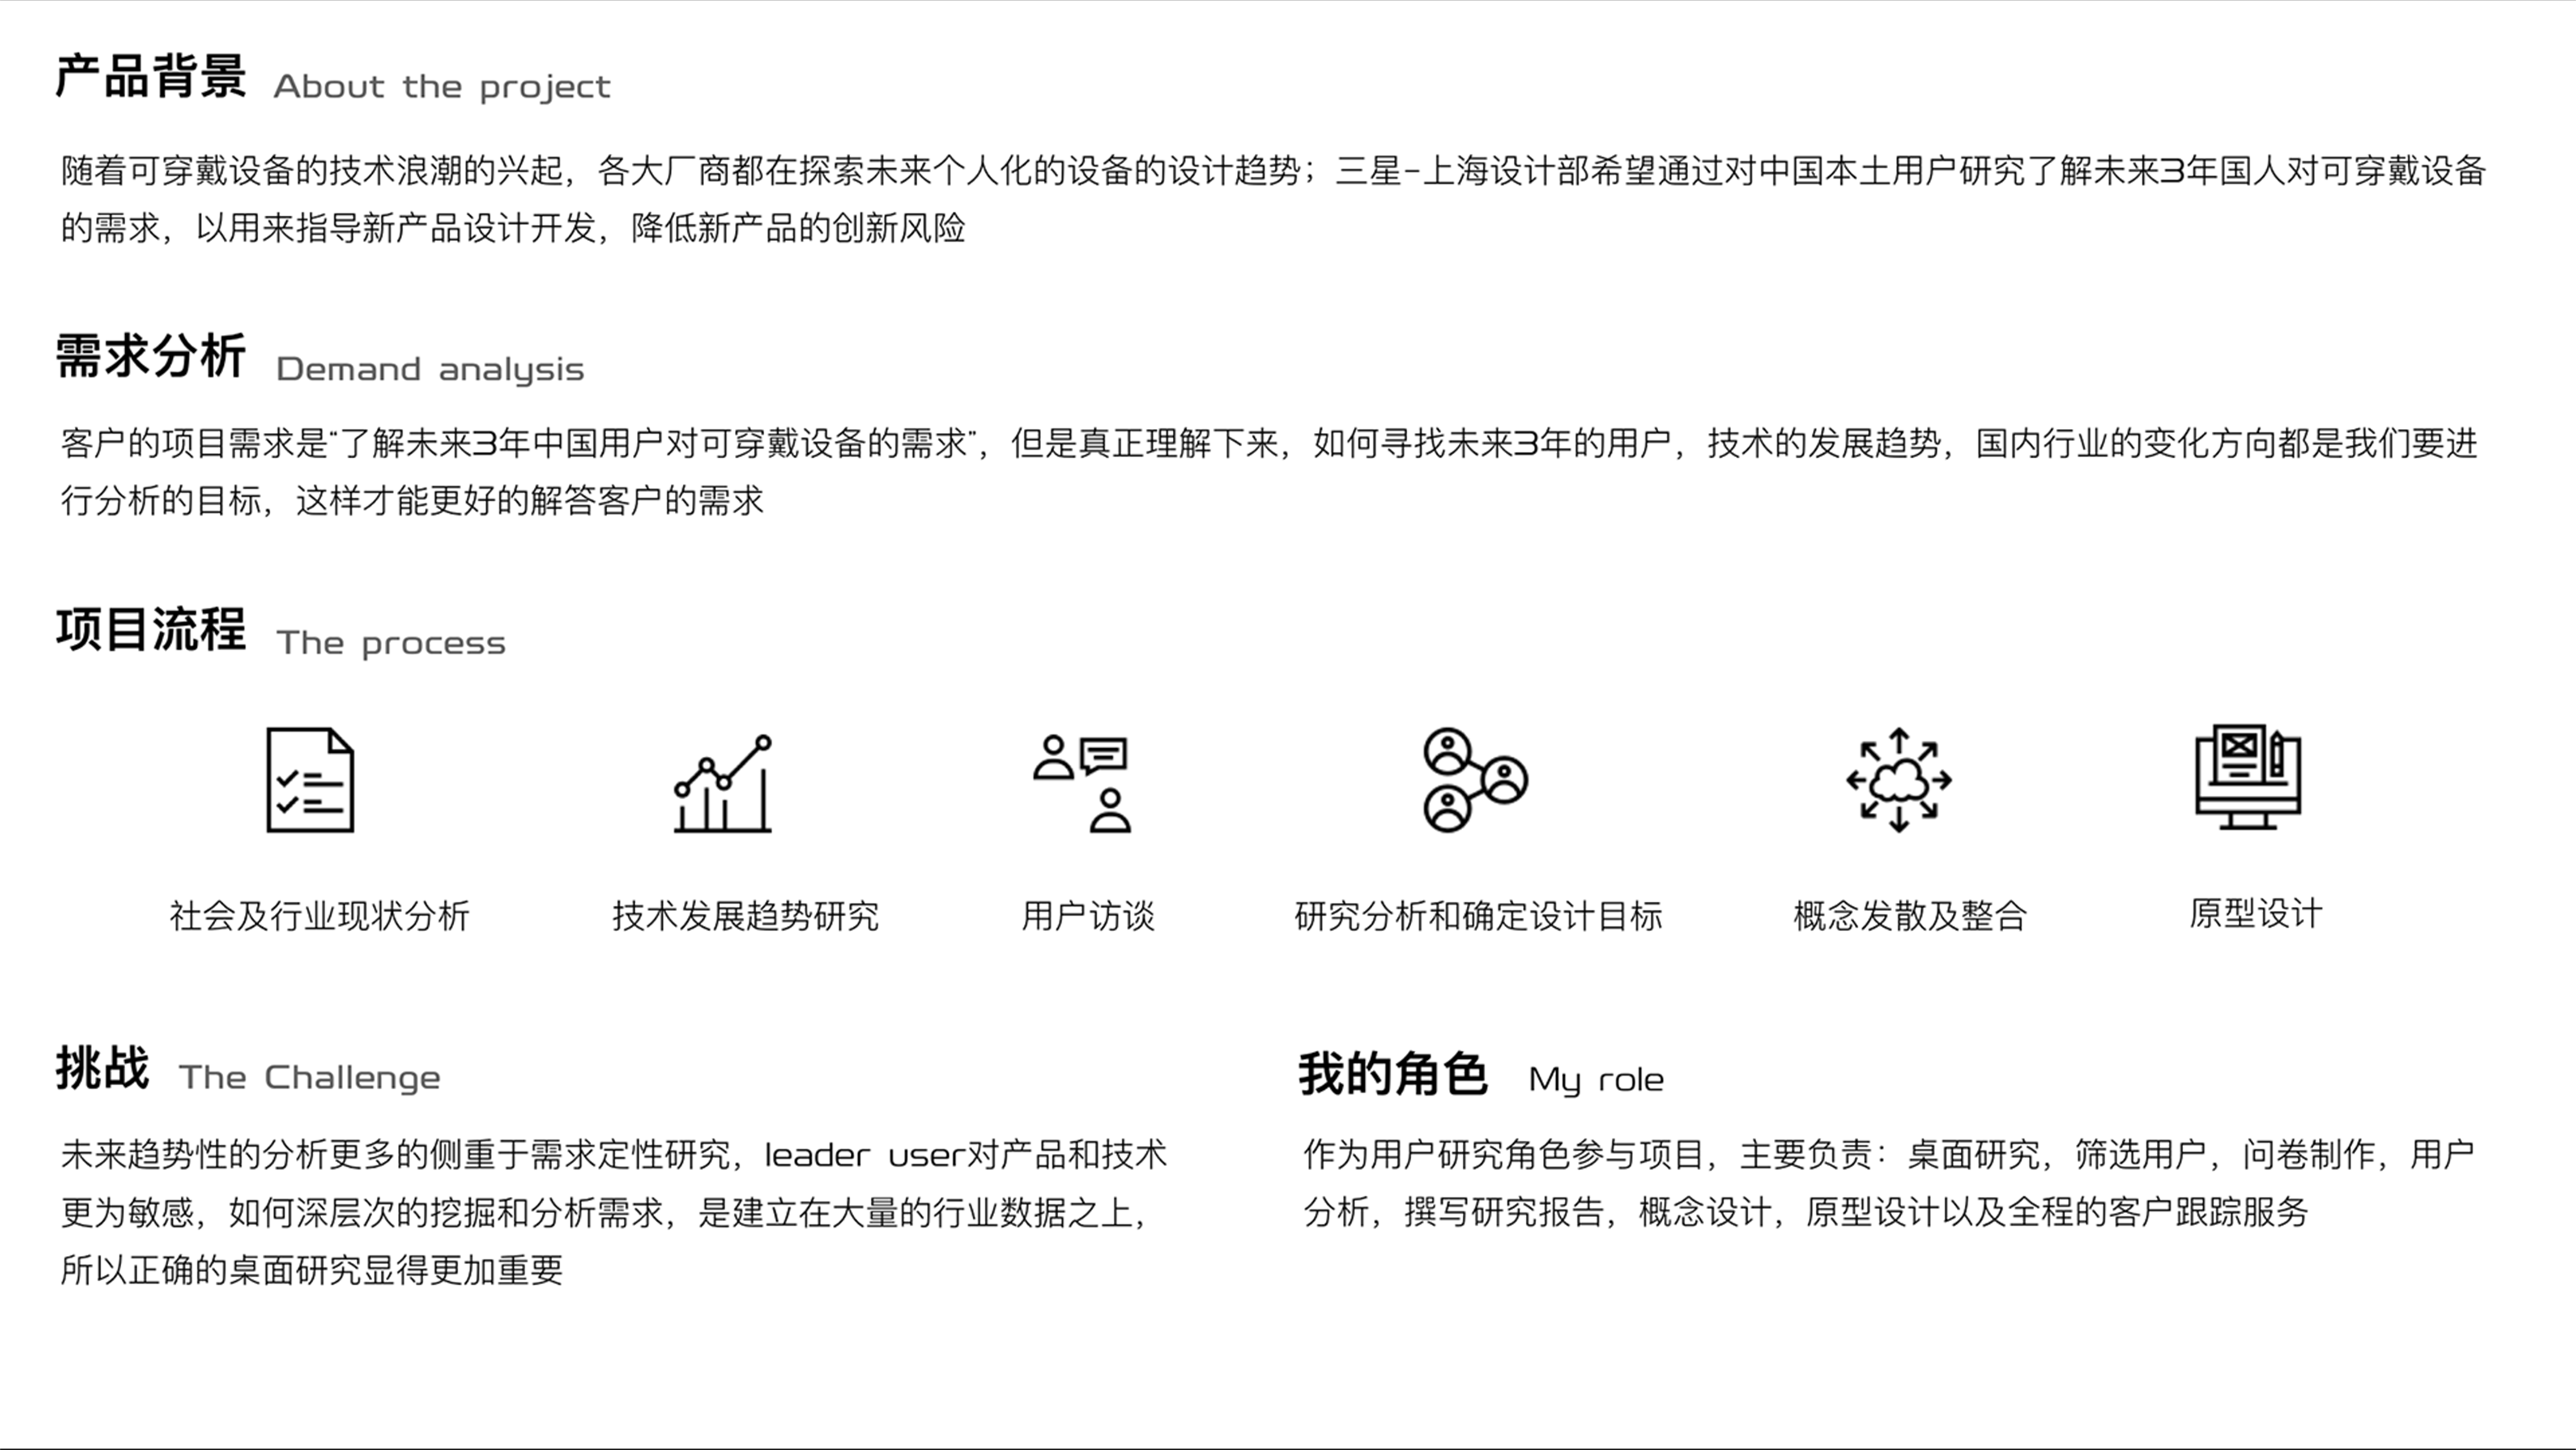 产品背景 About the project
随着可穿戴设备的技术浪潮的兴起，各大厂商都在探索未来个人化的设备的设计趋势；三星-上海设计部希望通过对中国本土用户研究了解未来3年国人对可穿戴设备
的需求，以用来指导新产品设计开发，降低新产品的创新风险
需求分析 Demand analysis
客户的项目需求是“了解未来3年中国用户对可穿戴设备的需求”，但是真正理解下来，如何寻找未来3年的用户，技术的发展趋势，国内行业的变化方向都是我们要进
行分析的目标，这样才能更好的解答客户的需求
项目流程 The process
社会及行业现状分析
技术发展趋势研究
用户访谈
研究分析和确定设计目标
概念发散及整合
原型设计
挑战 The Challenge
未来趋势性的分析更多的侧重于需求定性研究，leader user对产品和技术
更为敏感，如何深层次的挖掘和分析需求，是建立在大量的行业数据之上，
所以正确的桌面研究显得更加重要
我的角色 My role
作为用户研究角色参与项目，主要负责：桌面研究，筛选用户，问卷制作，用户
分析，撰写研究报告，概念设计，原型设计以及全程的客户跟踪服务